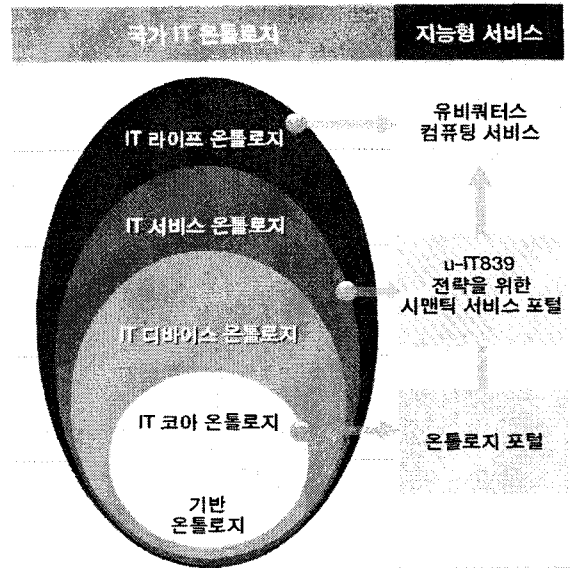 국가 IT 온톨로지
지능형 서비스
IT 라이프 온톨로지
유비쿼터스
컴퓨팅 서비스
IT 서비스 온톨로지
u-IT839
전략을 위한
시맨틱 서비스 포털
IT 디바이스 온톨로지
IT 코아 온톨로지
온톨로지 포털
기반
온톨로지